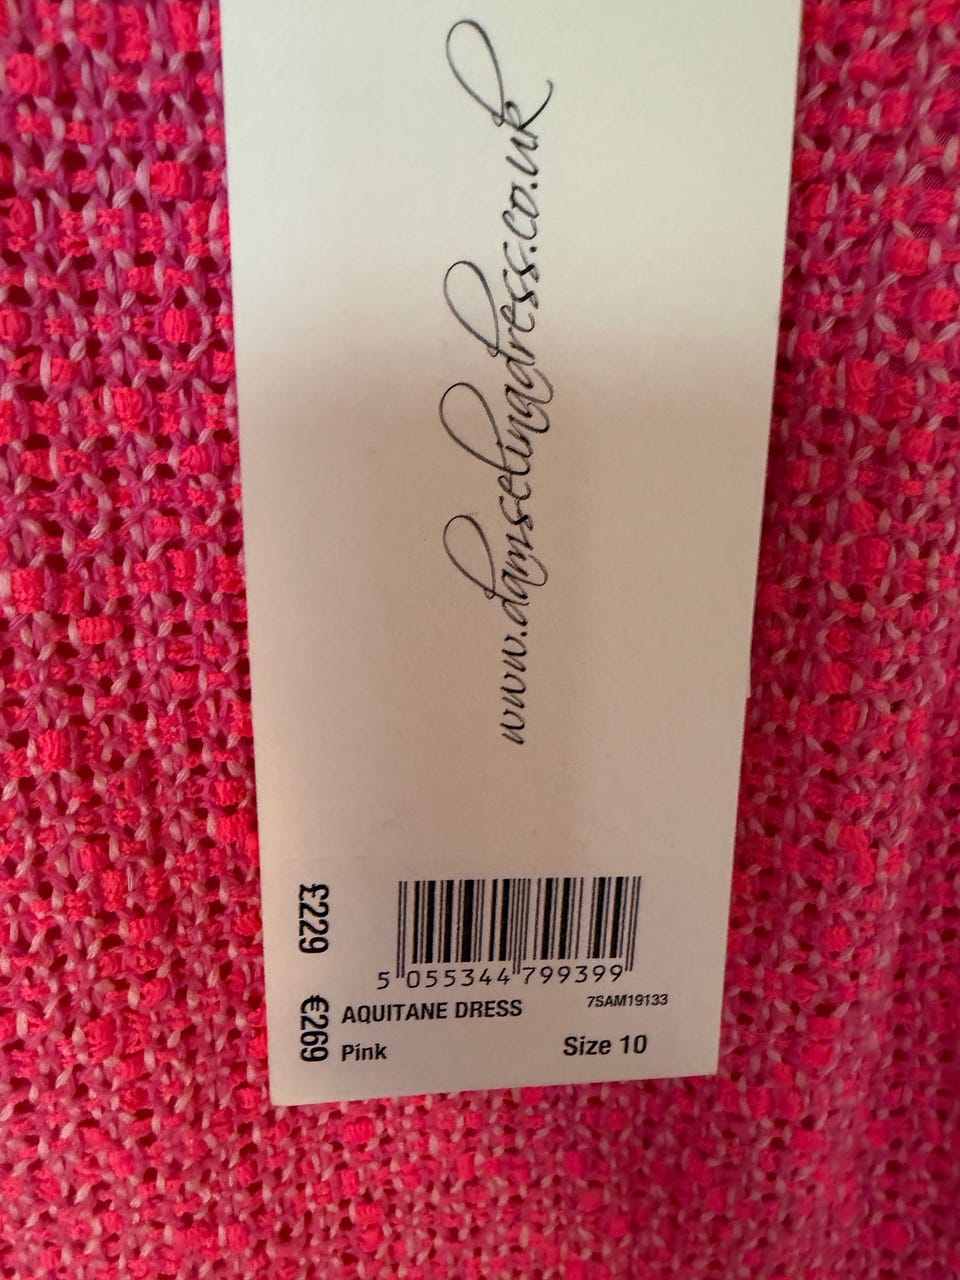 www.damselinadress.co.uk
£229 €269
5 055344 799399
AQUITANE DRESS 7SAM19133
Pink Size 10